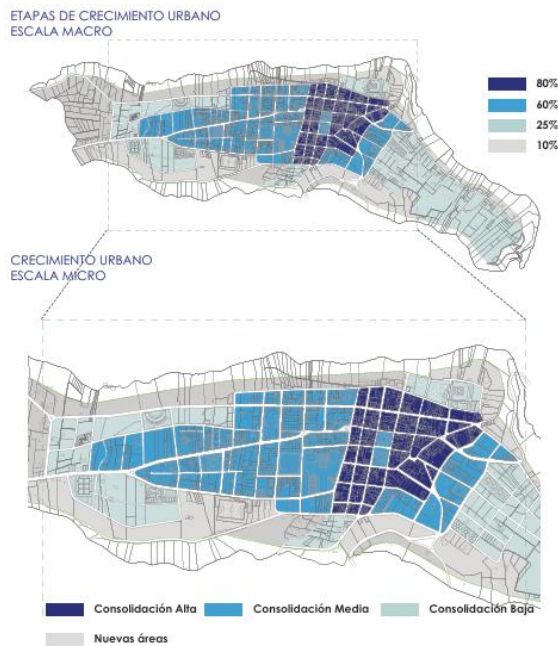 ETAPAS DE CRECIMIENTO URBANO
ESCALA MACRO
80%
60%
25%
10%
CRECIMIENTO URBANO
ESCALA MICRO
Consolidación Alta
Consolidación Media
Consolidación Baja
Nuevas áreas